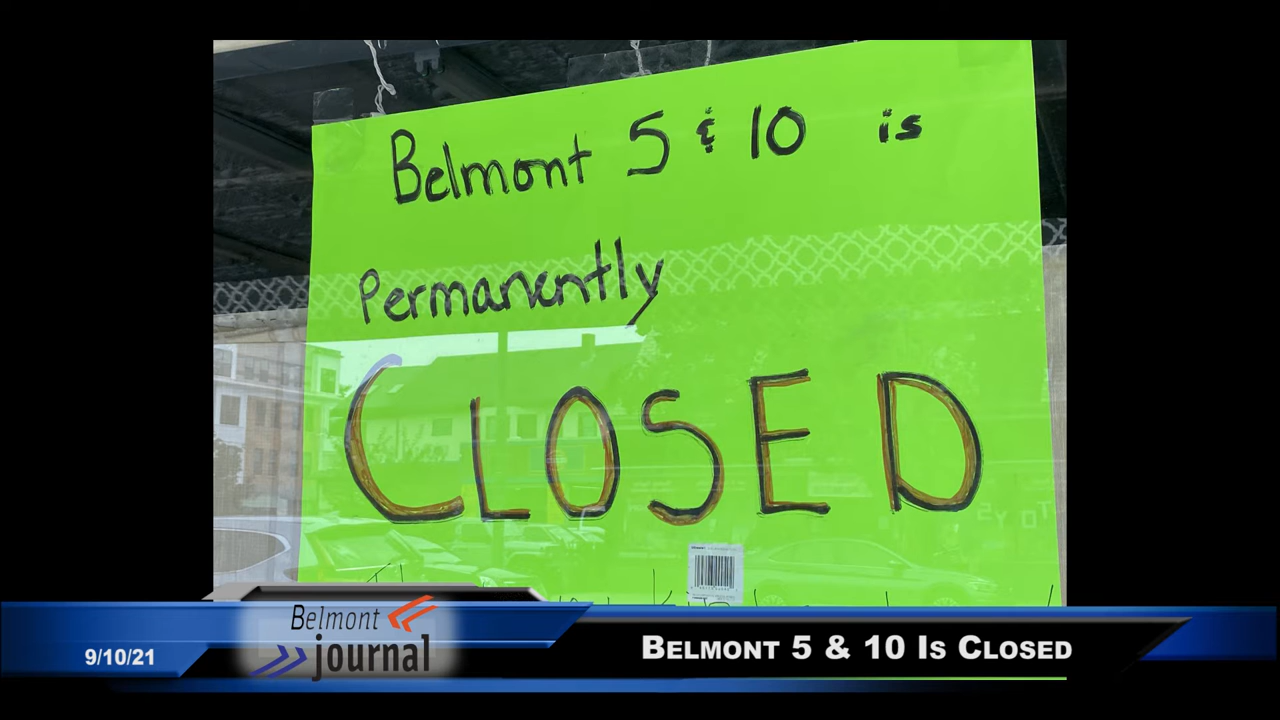 Belmont 5 & 10 is
Permanently
CLOSED
Belmont
journal
9/10/21
BELMONT 5 & 10 IS CLOSED